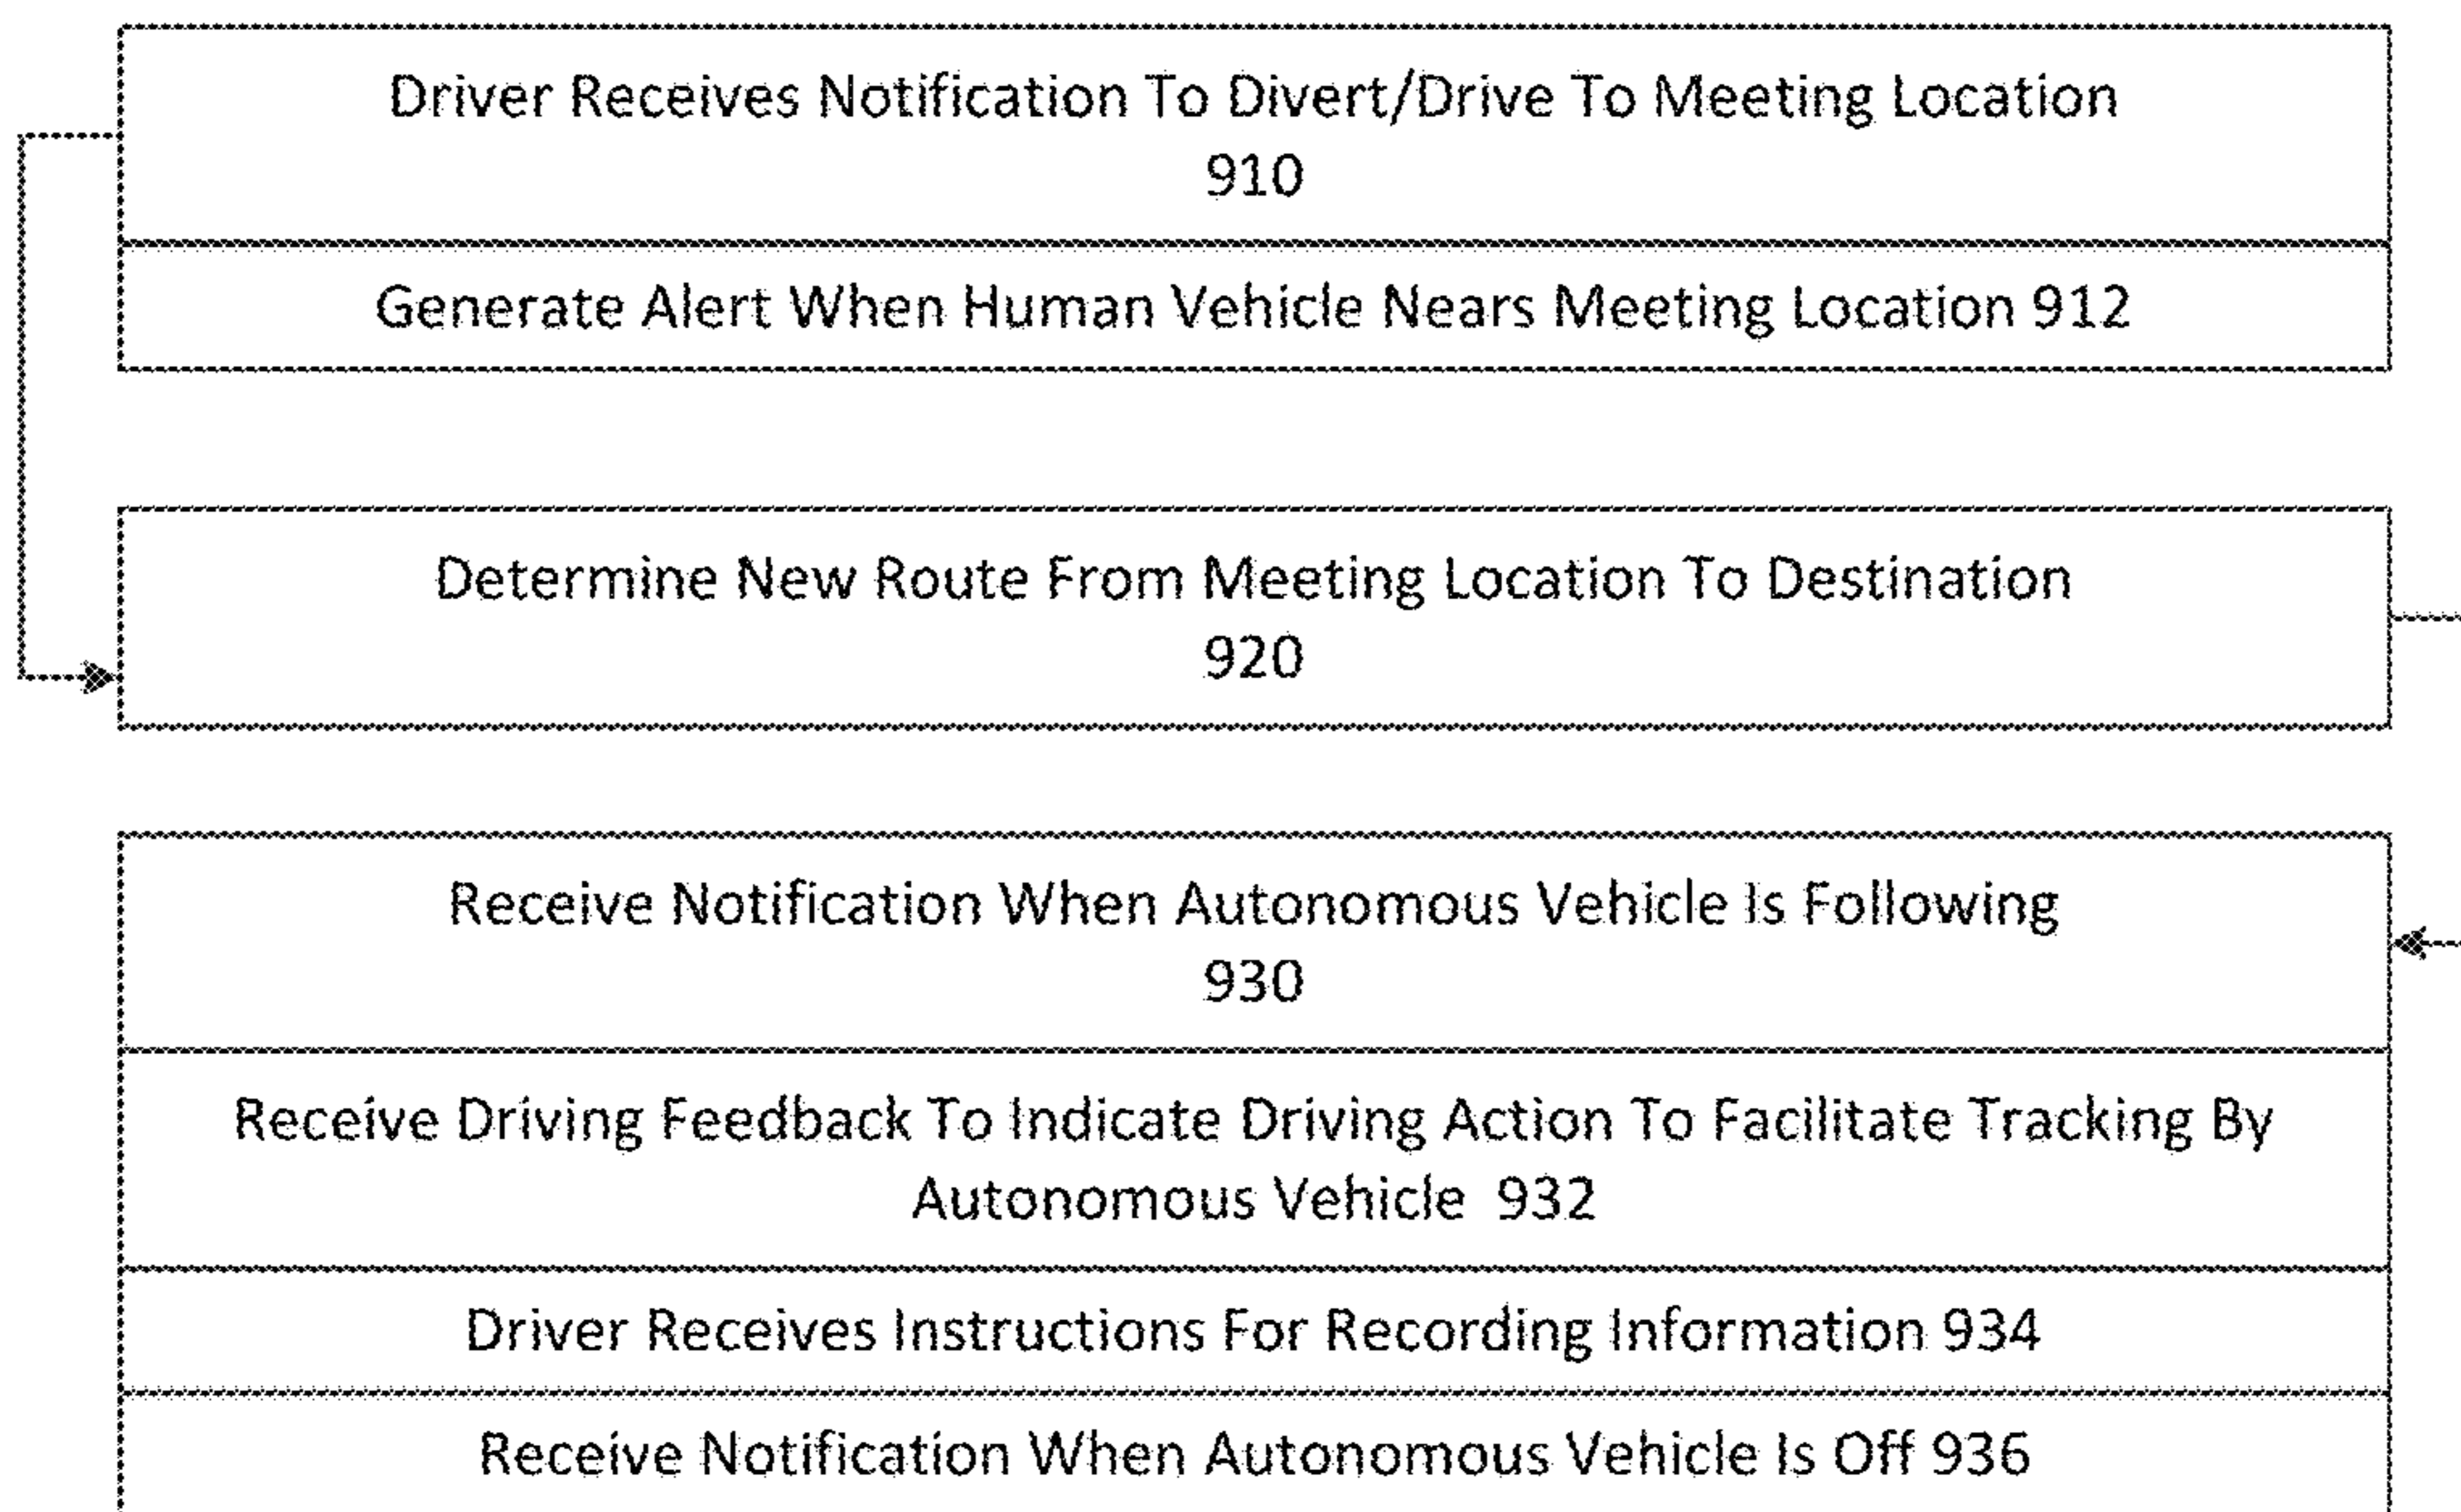 Driver Receives Notification To Divert/Drive To Meeting Location
910
Generate Alert When Human Vehicle Nears Meeting Location 912
Determine New Route From Meeting Location To Destination
920
Receive Notification When Autonomous Vehicle Is Following
930
Receive Driving Feedback To Indicate Driving Action To Facilitate Tracking By
Autonomous Vehicle 932
Driver Receives Instructions For Recording Information 934
Receive Notification When Autonomous Vehicle Is Off 936